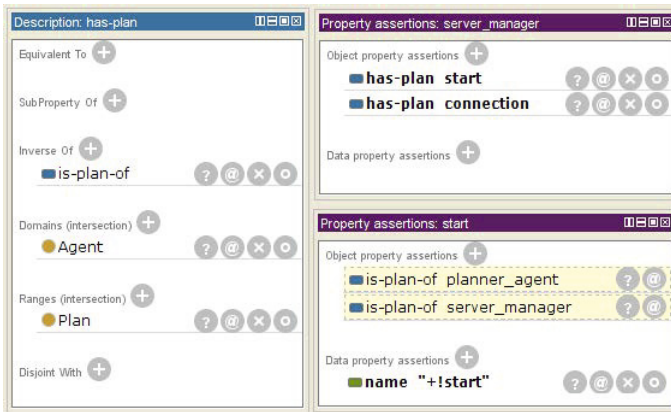 Description: has-plan
Equivalent To
SubProperty Of
Inverse Of
is-plan-of
Domains (intersection)
Agent
Ranges (intersection)
Plan
Disjoint With
Property assertions: server_manager
Object property assertions
has-plan start
has-plan connection
Data property assertions
Property assertions: start
Object property assertions
is-plan-of planner_agent
is-plan-of server_manager
Data property assertions
name "+!start"